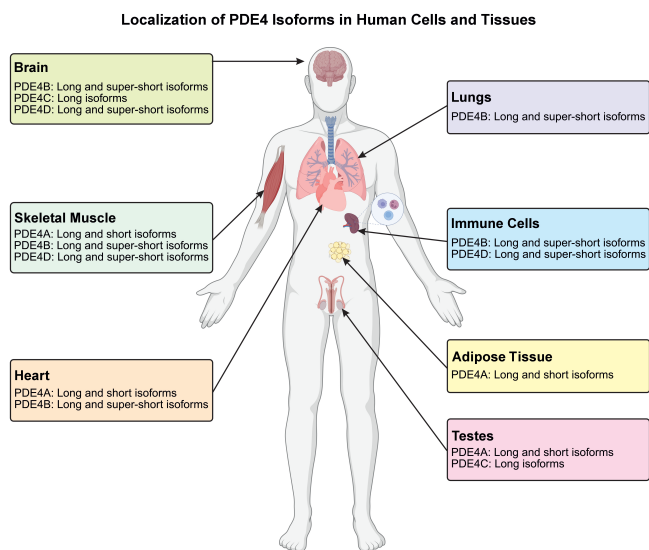 Localization of PDE4 Isoforms in Human Cells and Tissues
Brain
PDE4B: Long and super-short isoforms
PDE4C: Long isoforms
PDE4D: Long and super-short isoforms
Lungs
PDE4B: Long and super-short isoforms
Skeletal Muscle
PDE4A: Long and short isoforms
PDE4B: Long and super-short isoforms
PDE4D: Long and super-short isoforms
Immune Cells
PDE4B: Long and super-short isoforms
PDE4D: Long and super-short isoforms
Heart
PDE4A: Long and short isoforms
PDE4B: Long and super-short isoforms
Adipose Tissue
PDE4A: Long and short isoforms
Testes
PDE4A: Long and short isoforms
PDE4C: Long isoforms